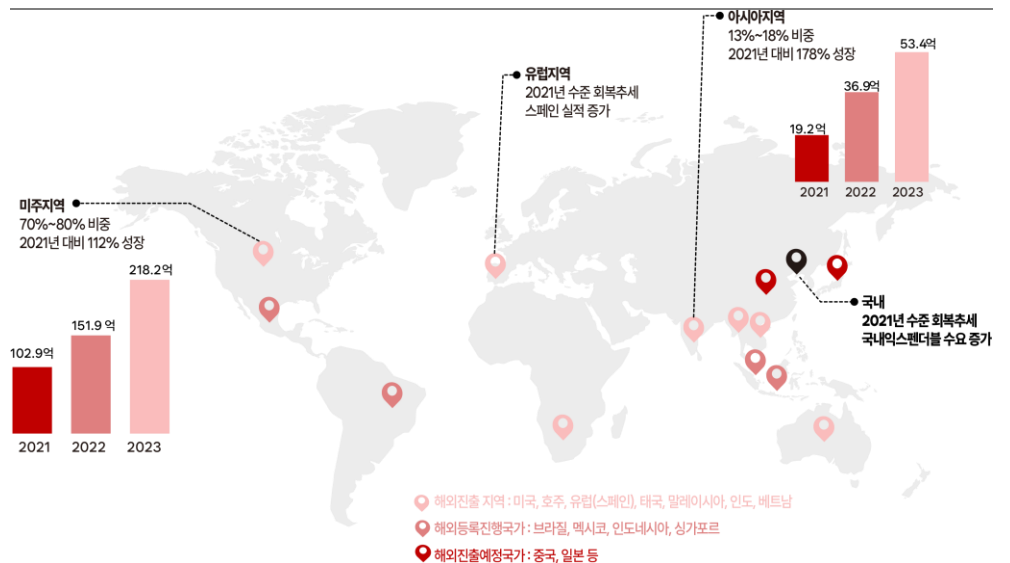 아시아지역
13%~18% 비중
2021년 대비 178% 성장
53.4억
36.9억
19.2억
2021
2022
2023
유럽지역
2021년 수준 회복추세
스페인 실적 증가
미주지역
70%~80% 비중
2021년 대비 112% 성장
218.2억
151.9 억
102.9억
2021
2022
2023
국내
2021년 수준 회복추세
국내익스펜더블 수요 증가
해외진출 지역 : 미국, 호주, 유럽(스페인), 태국, 말레이시아, 인도, 베트남
해외등록진행국가 : 브라질, 멕시코, 인도네시아, 싱가포르
해외진출예정국가 : 중국, 일본 등